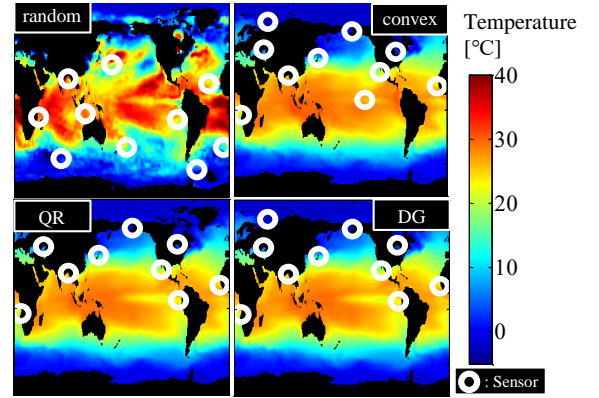 random
convex
Temperature
[℃]
40
30
20
10
0
QR
DG
: Sensor